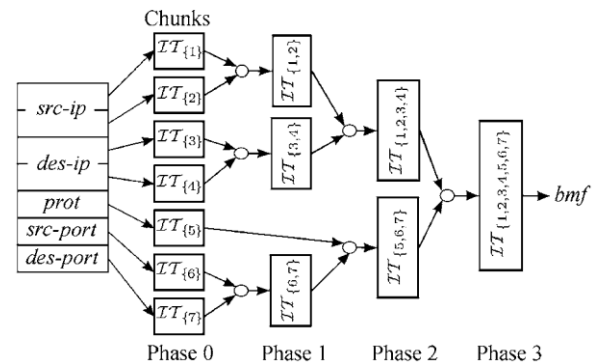 Chunks
src-ip
des-ip
prot
src-port
des-port
𝓘𝓣{1}
𝓘𝓣{2}
𝓘𝓣{3}
𝓘𝓣{4}
𝓘𝓣{5}
𝓘𝓣{6}
𝓘𝓣{7}
𝓘𝓣{1,2}
𝓘𝓣{3,4}
𝓘𝓣{6,7}
𝓘𝓣{1,2,3,4}
𝓘𝓣{5,6,7}
𝓘𝓣{1,2,3,4,5,6,7}
bmf
Phase 0 Phase 1 Phase 2 Phase 3